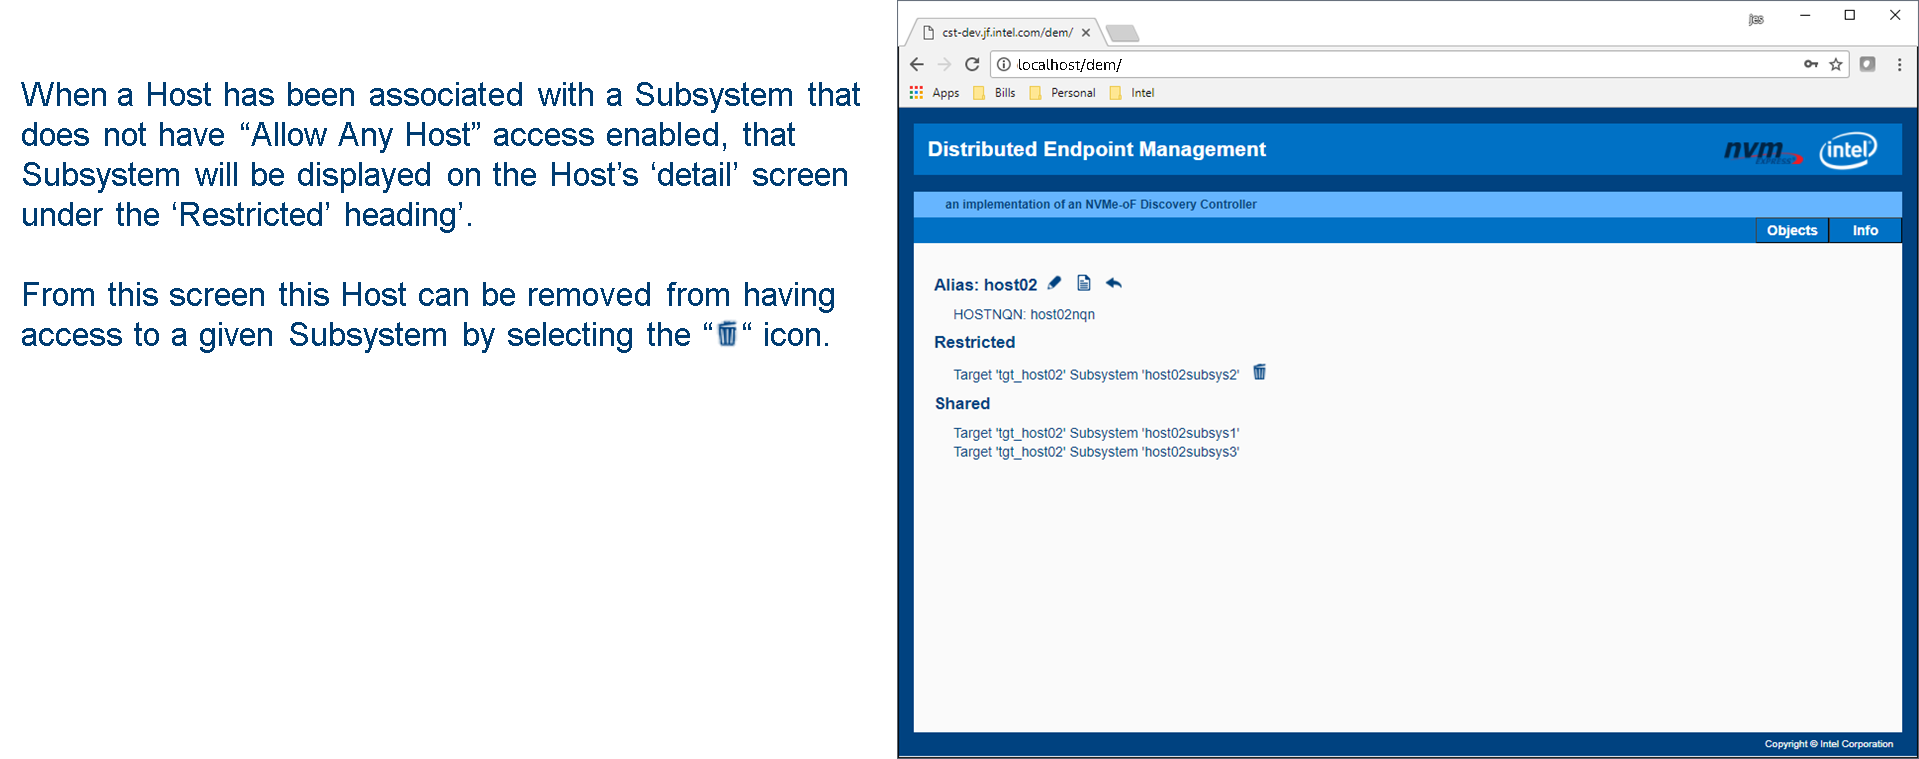 When a Host has been associated with a Subsystem that
does not have “Allow Any Host” access enabled, that
Subsystem will be displayed on the Host’s ‘detail’ screen
under the ‘Restricted’ heading’.
From this screen this Host can be removed from having
access to a given Subsystem by selecting the “ “ icon.
jes
cst-dev.jf.intel.com/dem/
localhost/dem/
Apps Bills Personal Intel
Distributed Endpoint Management
nvm EXPRESS intel
an implementation of an NVMe-oF Discovery Controller
Objects Info
Alias: host02
HOSTNQN: host02nqn
Restricted
Target 'tgt_host02' Subsystem 'host02subsys2'
Shared
Target 'tgt_host02' Subsystem 'host02subsys1'
Target 'tgt_host02' Subsystem 'host02subsys3'
Copyright © Intel Corporation